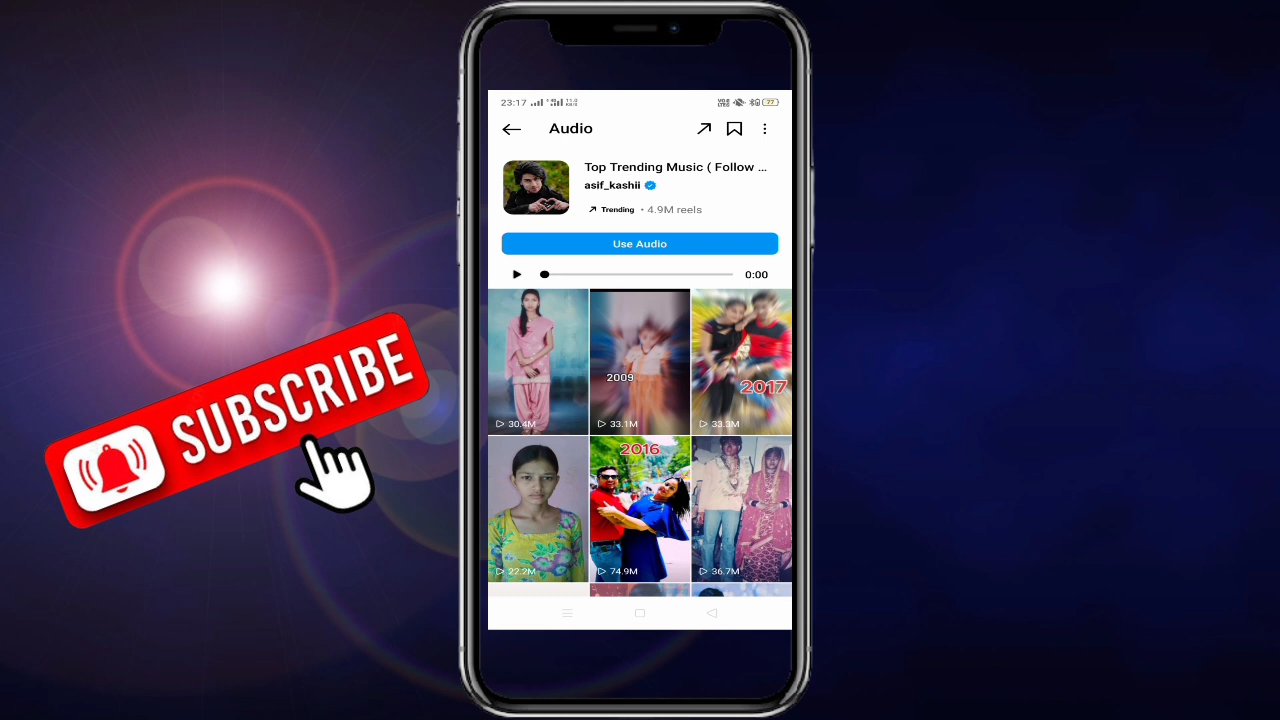 23:17
77
Audio
Top Trending Music ( Follow ...
asif_kashii
Trending • 4.9M reels
Use Audio
0:00
2009
2017
30.4M
33.1M
33.3M
SUBSCRIBE
2016
22.2M
74.9M
36.7M